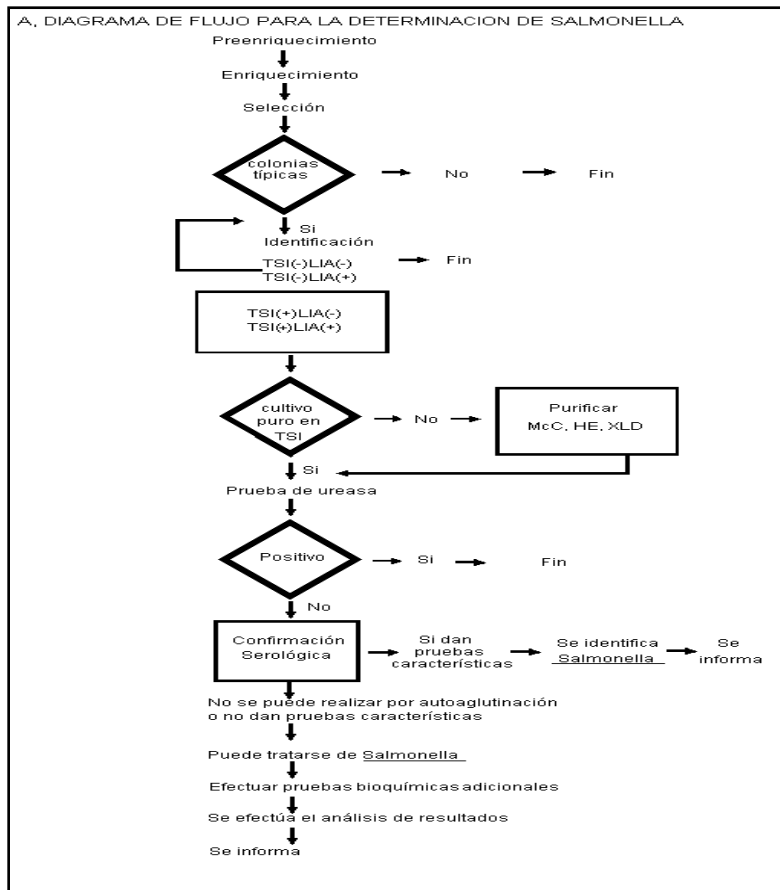 A. DIAGRAMA DE FLUJO PARA LA DETERMINACION DE SALMONELLA
Preenriquecimiento
Enriquecimiento
Selección
colonias
típicas
No
Fin
Si
Identificación
TSI(-)LIA(-)
TSI(-)LIA(+)
Fin
TSI(+)LIA(-)
TSI(+)LIA(+)
cultivo
puro en
TSI
No
Purificar
McC, HE, XLD
Si
Prueba de ureasa
Positivo
Si
Fin
No
Confirmación
Serológica
Si dan
pruebas
características
Se identifica
Salmonella
Se
informa
No se puede realizar por autoaglutinación
o no dan pruebas características
Puede tratarse de Salmonella
Efectuar pruebas bioquímicas adicionales
Se efectúa el análisis de resultados
Se informa